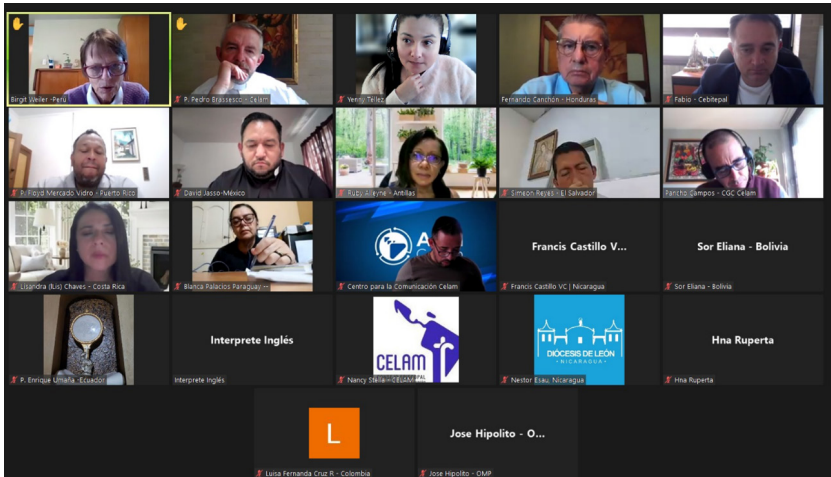 Birgit Weiler -Perú
P. Pedro Brassesco - Celam
Yenny Téllez
Fernando Canchón - Honduras
Fabio - Cebitepal
P. Floyd Mercado Vidro - Puerto Rico
David Jasso-México
Ruby Alleyne - Antillas
Simeon Reyes - El Salvador
Pancho Campos - CGC Celam
Lisandra (lLis) Chaves - Costa Rica
Blanca Palacios Paraguay
Centro para la Comunicación Celam
Francis Castillo V...
Francis Castillo VC | Nicaragua
Sor Eliana - Bolivia
Sor Eliana - Bolivia
P. Enrique Umaña -Ecuador
Interprete Inglés
Interprete Inglés
CELAM
Nancy Stella - CELAM
DIÓCESIS DE LEÓN
NICARAGUA
Nestor Esau, Nicaragua
Hna Ruperta
Hna Ruperta
L
Luisa Fernanda Cruz R - Colombia
Jose Hipolito - O...
Jose Hipolito - OMP